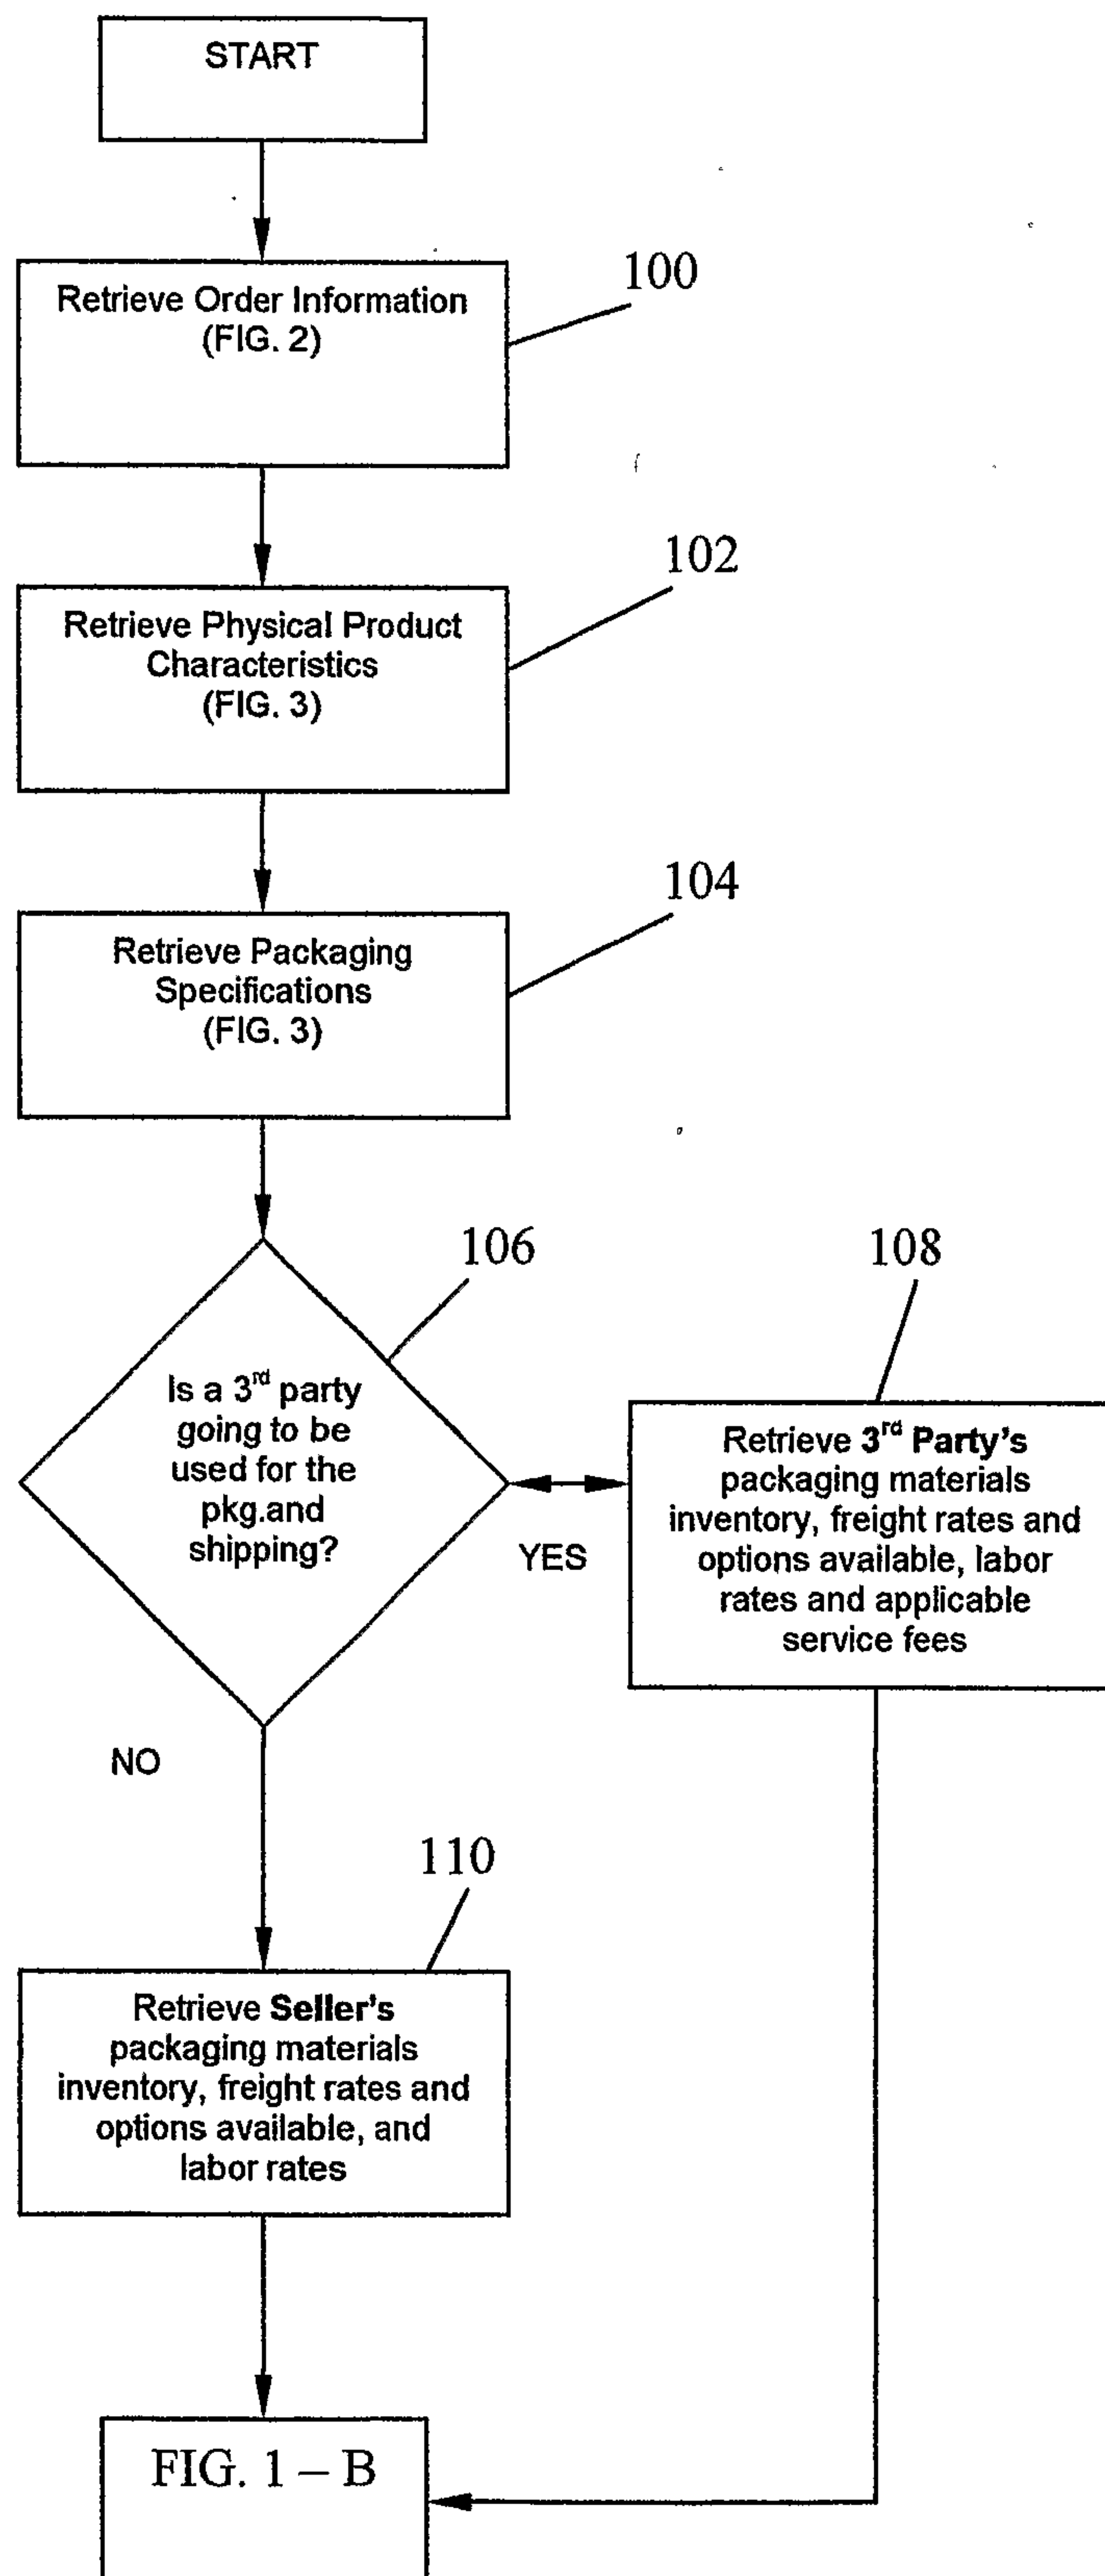 START
Retrieve Order Information
(FIG. 2)
100
Retrieve Physical Product
Characteristics
(FIG. 3)
102
Retrieve Packaging
Specifications
(FIG. 3)
104
Is a 3rd party
going to be
used for the
pkg.and
shipping?
106
YES
108
Retrieve 3rd Party's
packaging materials
inventory, freight rates and
options available, labor
rates and applicable
service fees
NO
110
Retrieve Seller's
packaging materials
inventory, freight rates and
options available, and
labor rates
FIG. 1 – B